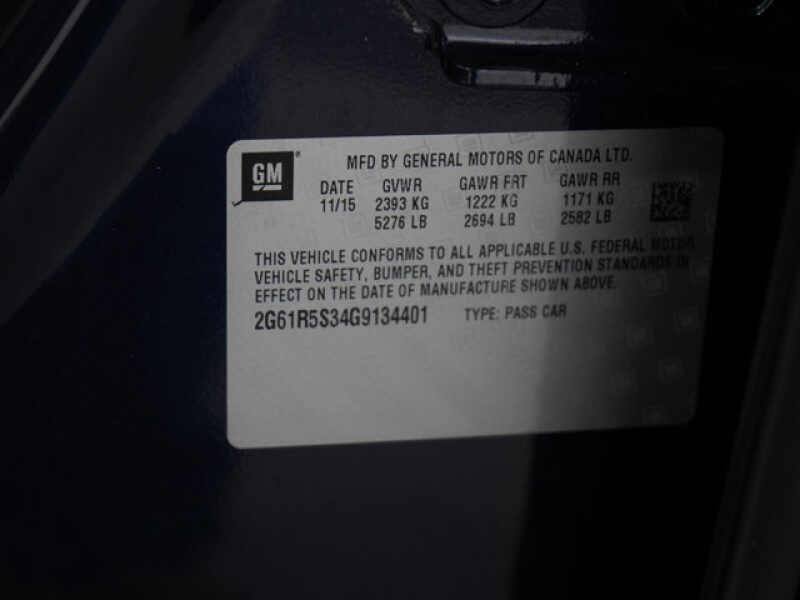 GM® MFD BY GENERAL MOTORS OF CANADA LTD.
DATE GVWR GAWR FRT GAWR RR
11/15 2393 KG 1222 KG 1171 KG
5276 LB 2694 LB 2582 LB
THIS VEHICLE CONFORMS TO ALL APPLICABLE U.S. FEDERAL MOTOR
VEHICLE SAFETY, BUMPER, AND THEFT PREVENTION STANDARDS IN
EFFECT ON THE DATE OF MANUFACTURE SHOWN ABOVE.
2G61R5S34G9134401 TYPE: PASS CAR